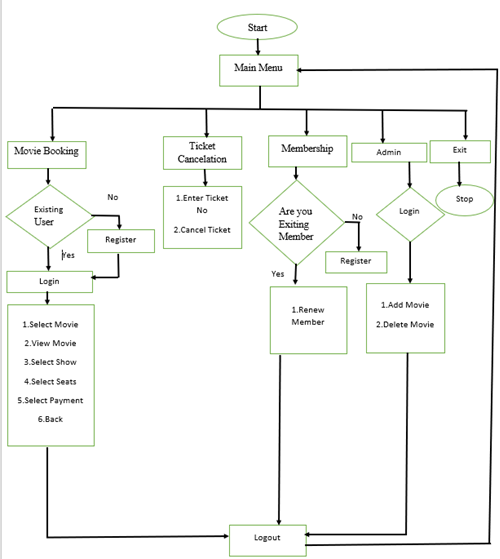 Start
Main Menu
Movie Booking
Ticket
Cancelation
Membership
Admin
Exit
Existing
User
No
Yes
Register
Login
1.Select Movie
2.View Movie
3.Select Show
4.Select Seats
5.Select Payment
6.Back
1.Enter Ticket
No
2.Cancel Ticket
Are you
Exiting
Member
No
Yes
Register
1.Renew
Member
Login
1.Add Movie
2.Delete Movie
Stop
Logout